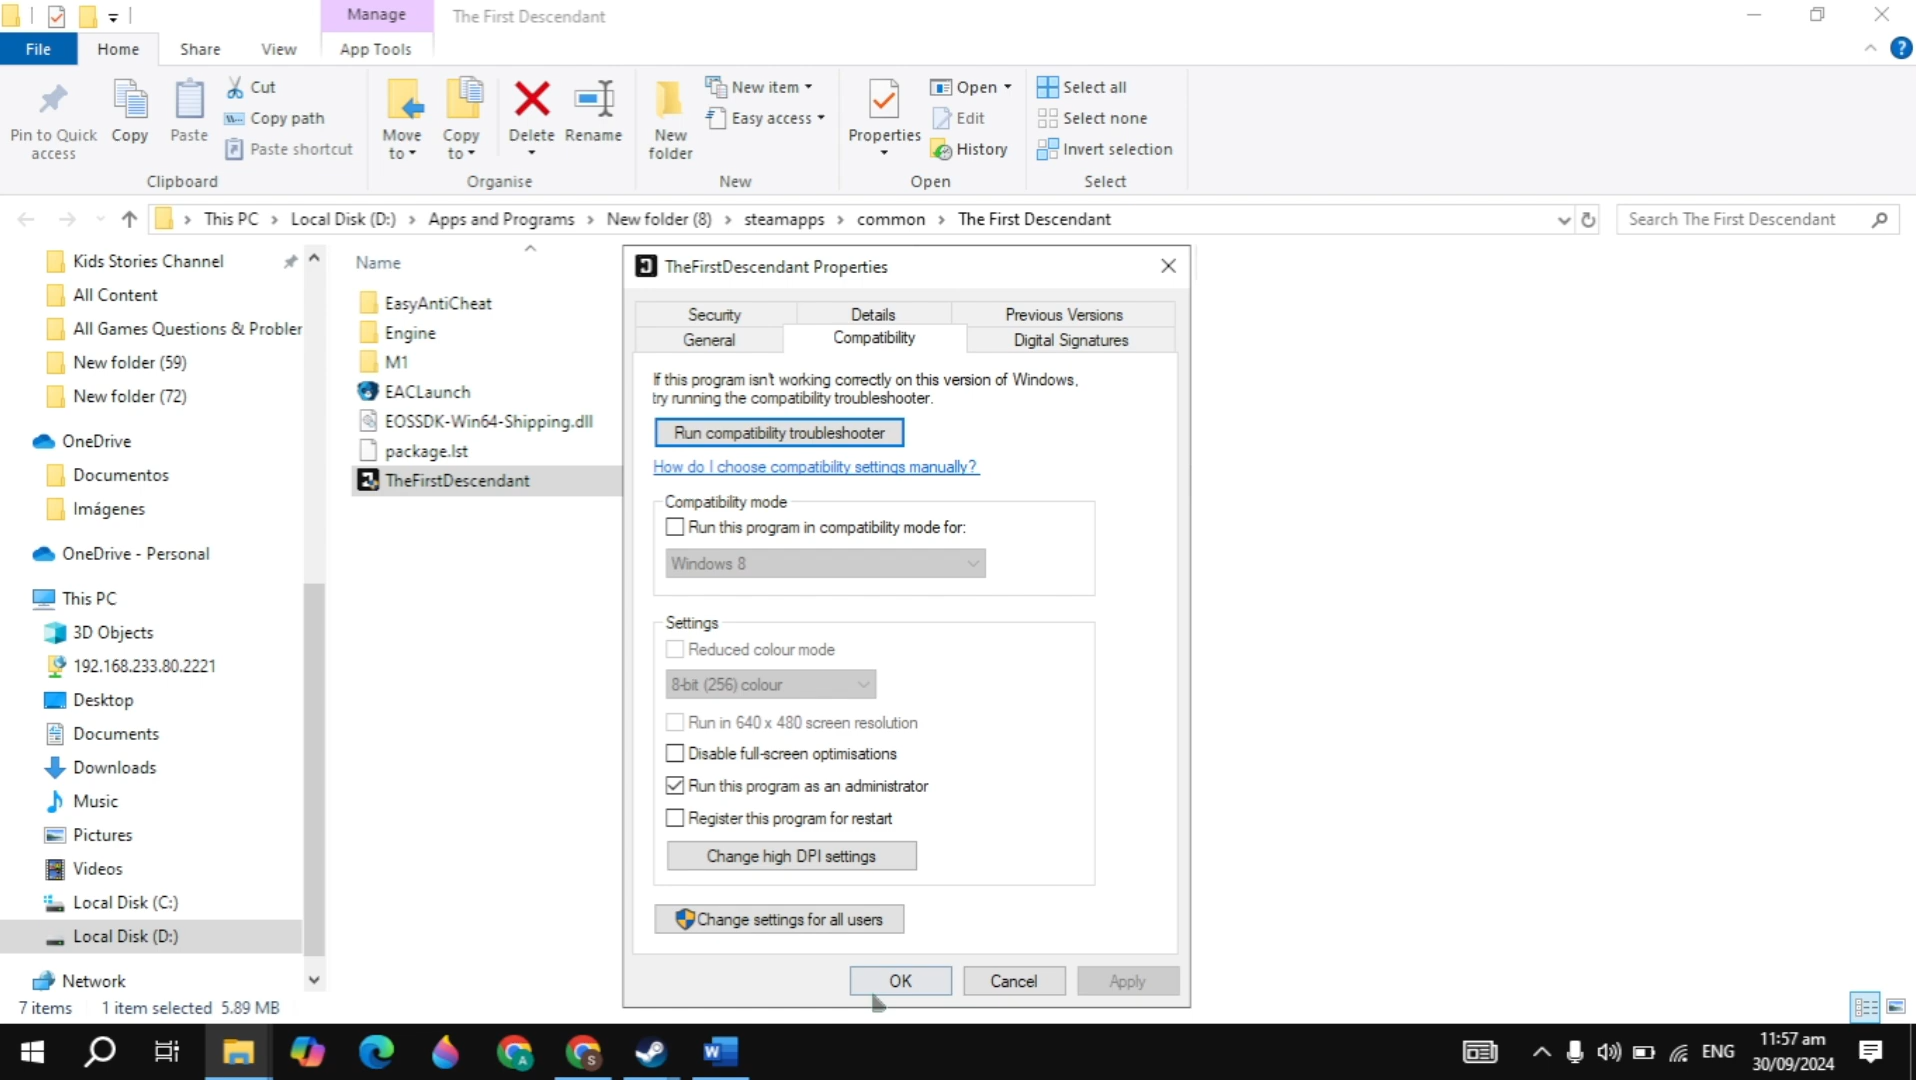 Manage
The First Descendant
File
Home
Share
View
App Tools
Pin to Quick
access
Copy
Paste
Cut
Copy path
Paste shortcut
Clipboard
Move
to
Copy
to
Delete
Rename
Organise
New
folder
New item
Easy access
New
Properties
Open
Edit
History
Open
Select all
Select none
Invert selection
Select
This PC > Local Disk (D:) > Apps and Programs > New folder (8) > steamapps > common > The First Descendant
Search The First Descendant
Kids Stories Channel
All Content
All Games Questions & Probler
New folder (59)
New folder (72)
OneDrive
Documentos
Imágenes
OneDrive - Personal
This PC
3D Objects
192.168.233.80.2221
Desktop
Documents
Downloads
Music
Pictures
Videos
Local Disk (C:)
Local Disk (D:)
Network
Name
EasyAntiCheat
Engine
M1
EACLaunch
EOSSDK-Win64-Shipping.dll
package.lst
TheFirstDescendant
TheFirstDescendant Properties
Security
Details
Previous Versions
General
Compatibility
Digital Signatures
If this program isn't working correctly on this version of Windows,
try running the compatibility troubleshooter.
Run compatibility troubleshooter
How do I choose compatibility settings manually?
Compatibility mode
Run this program in compatibility mode for:
Windows 8
Settings
Reduced colour mode
8-bit (256) colour
Run in 640 x 480 screen resolution
Disable full-screen optimisations
Run this program as an administrator
Register this program for restart
Change high DPI settings
Change settings for all users
OK
Cancel
Apply
7 items
1 item selected 5.89 MB
ENG
11:57 am
30/09/2024